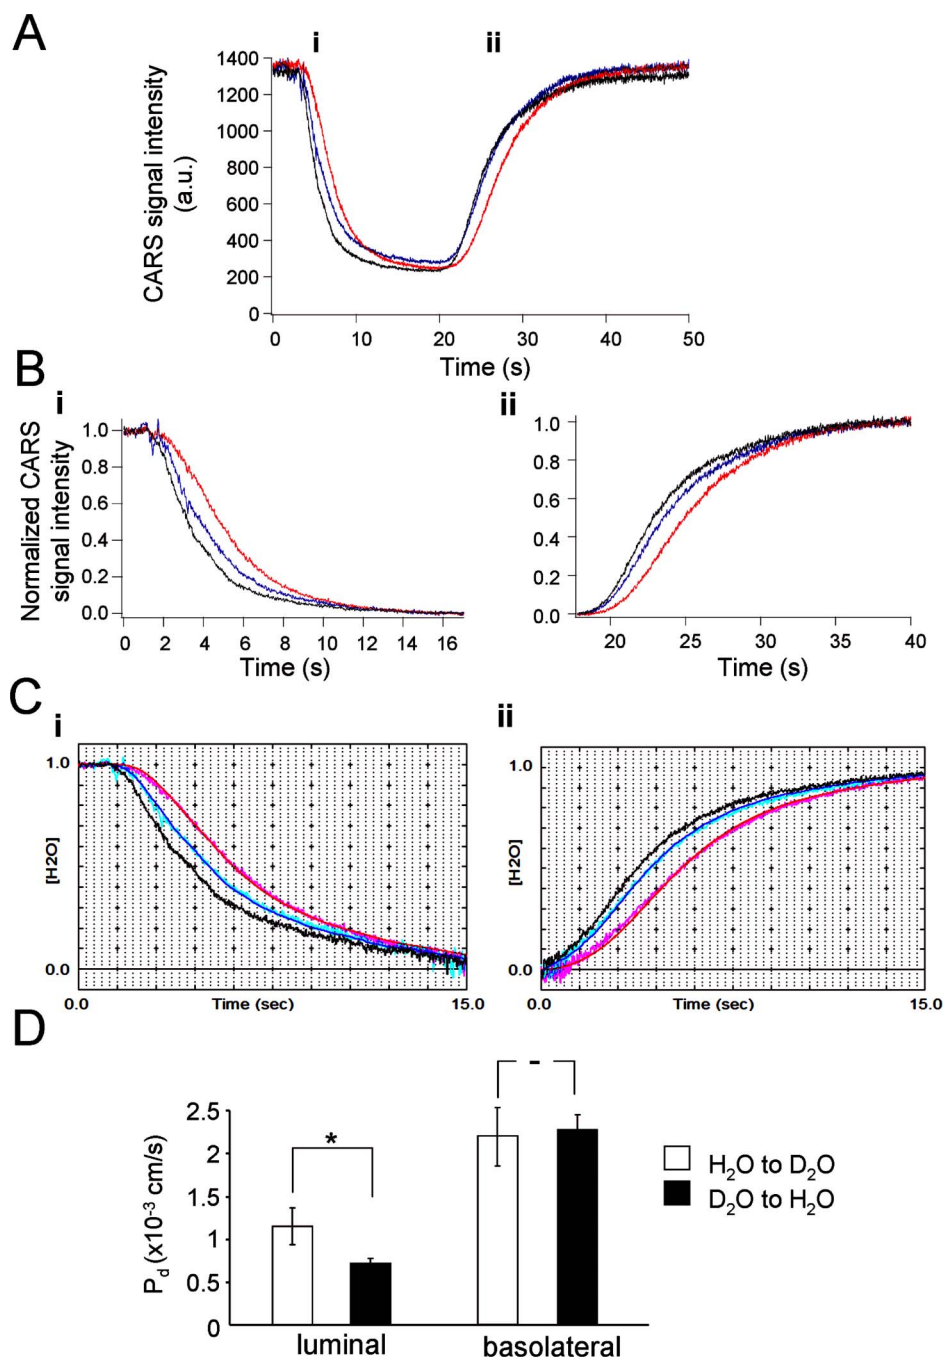 A
i
ii
CARS signal intensity
(a.u.)
1400
1200
1000
800
600
400
200
0
0
10
20
30
40
50
Time (s)
B
i
ii
Normalized CARS
signal intensity
1.0
0.8
0.6
0.4
0.2
0.0
0 2 4 6 8 10 12 14 16
Time (s)
1.0
0.8
0.6
0.4
0.2
0.0
20 25 30 35 40
Time (s)
C
i
ii
[H2O]
1.0
0.0
0.0 Time (sec) 15.0
[H2O]
1.0
0.0
0.0 Time (sec) 15.0
D
Pd (x10-3 cm/s)
2.5
2
1.5
1
0.5
0
*
-
luminal
basolateral
H2O to D2O
D2O to H2O